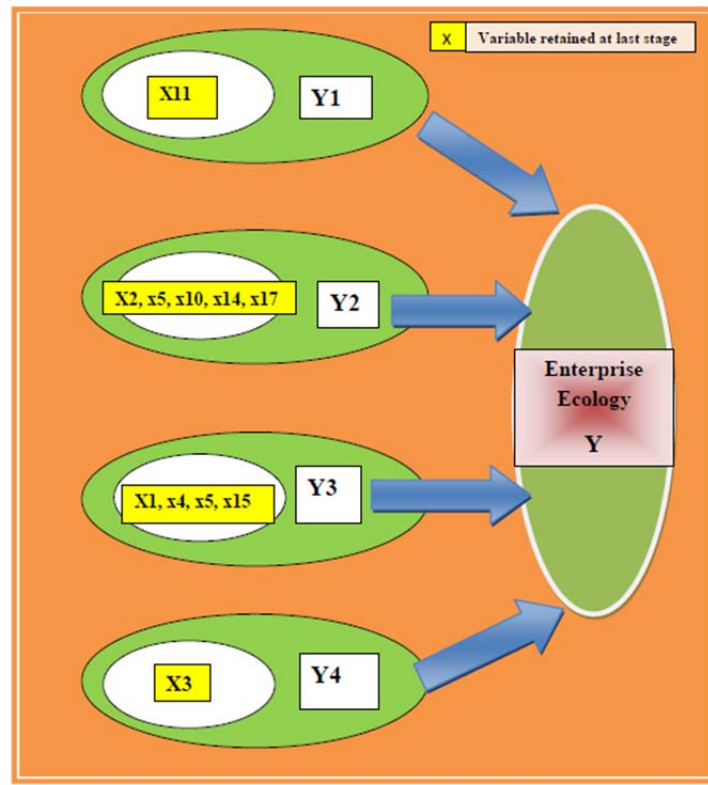 X Variable retained at last stage
X11 Y1
X2, x5, x10, x14, x17 Y2
Enterprise
Ecology
Y
X1, x4, x5, x15 Y3
X3 Y4